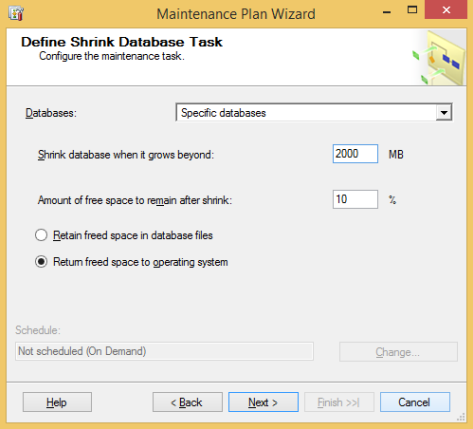 Maintenance Plan Wizard
Define Shrink Database Task
Configure the maintenance task.
Databases: Specific databases
Shrink database when it grows beyond: 2000 MB
Amount of free space to remain after shrink: 10 %
Retain freed space in database files
Return freed space to operating system
Schedule:
Not scheduled (On Demand) Change...
Help < Back Next > Finish >>| Cancel